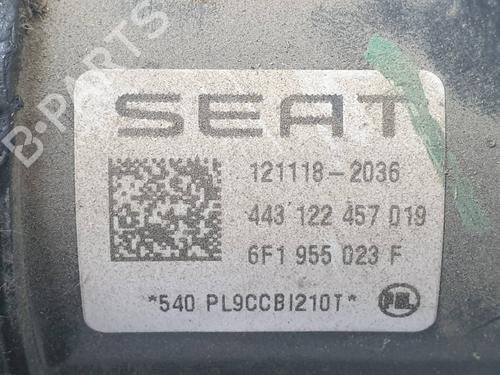 B-PARTS
SEAT
121118-2036
443 122 457 019
6F1 955 023 F
*540 PL9CCBI210T*